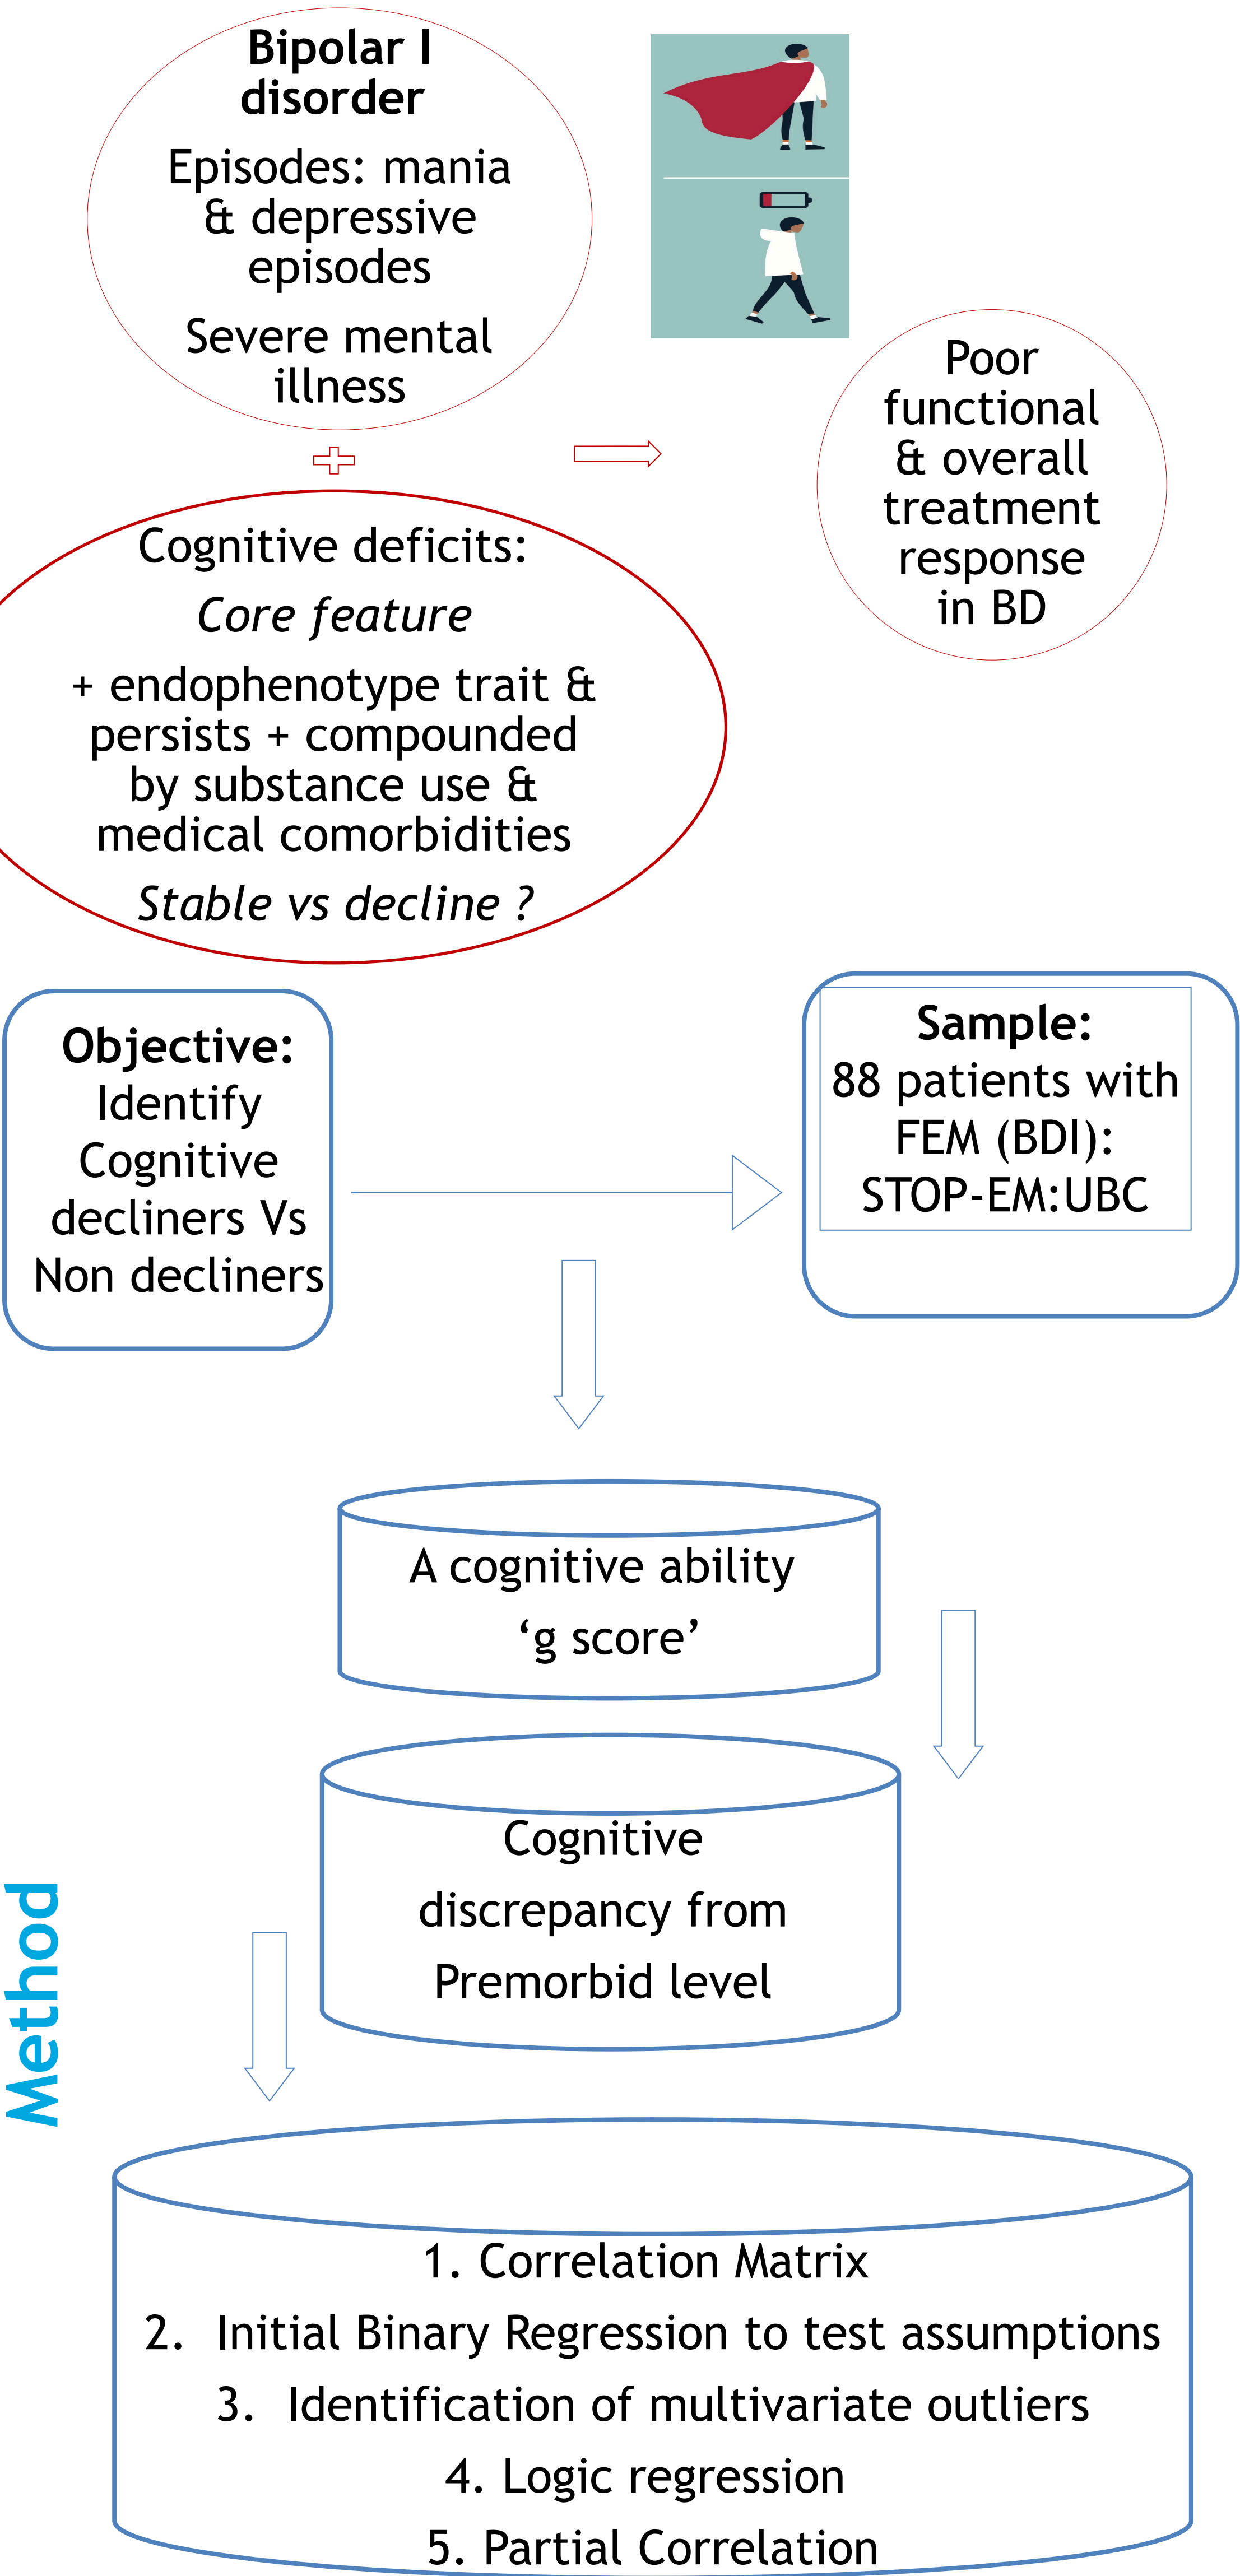 Bipolar I
disorder
Episodes: mania
& depressive
episodes
Severe mental
illness
Poor
functional
& overall
treatment
response
in BD
Cognitive deficits:
Core feature
+ endophenotype trait &
persists + compounded
by substance use &
medical comorbidities
Stable vs decline ?
Objective:
Identify
Cognitive
decliners Vs
Non decliners
Sample:
88 patients with
FEM (BDI):
STOP-EM:UBC
A cognitive ability
‘g score’
Cognitive
discrepancy from
Premorbid level
Method
1. Correlation Matrix
2. Initial Binary Regression to test assumptions
3. Identification of multivariate outliers
4. Logic regression
5. Partial Correlation